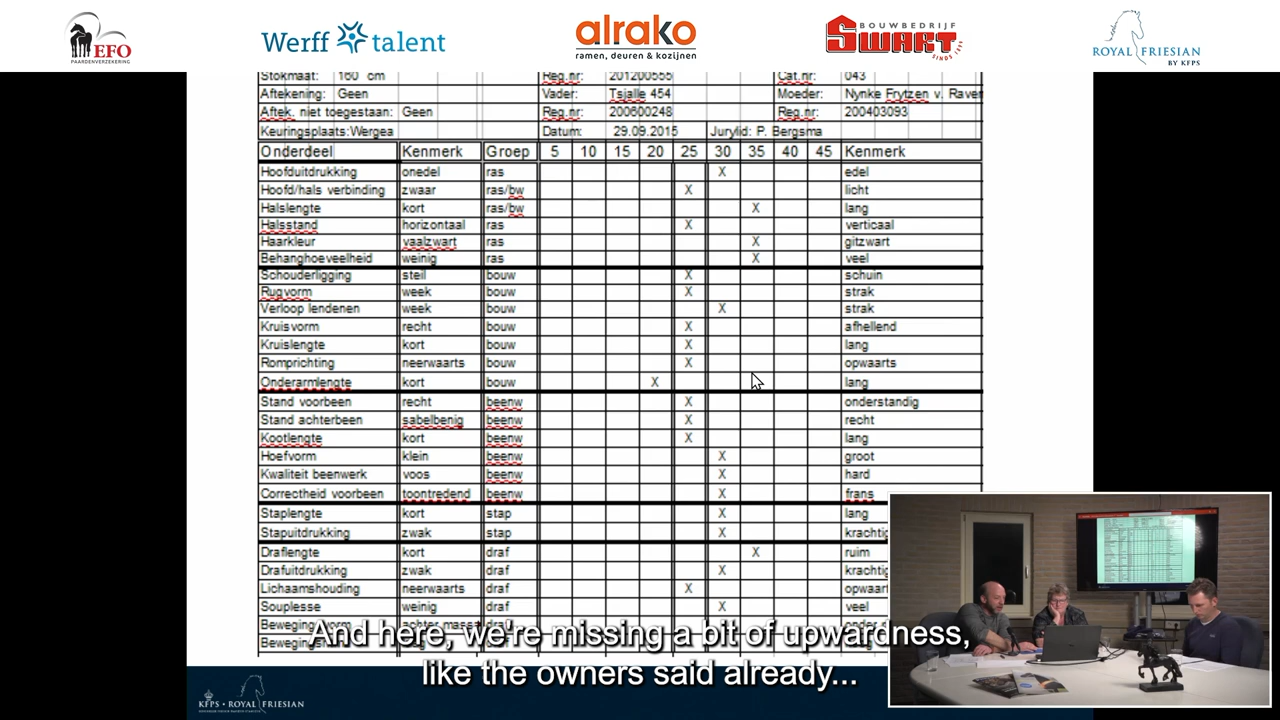 EFO
PAARDENVERZEKERING
Werff talent
alrako
ramen, deuren & kozijnen
BOUWBEDRIJF
SWART
SINDS 1971
ROYAL FRIESIAN
BY KFPS
Stokmaat: 160 cm Reg.nr: 201200555 Cat.nr: 043
Aftekening: Geen Vader: Tsjalle 454 Moeder: Nynke Frytzen v. Raver
Aftek. niet toegestaan: Geen Reg.nr: 200600248 Reg.nr: 200403093
Keuringsplaats:Wergea Datum: 29.09.2015 Jurylid: P. Bergsma
Onderdeel Kenmerk Groep 5 10 15 20 25 30 35 40 45 Kenmerk
Hoofduitdrukking onedel ras X edel
Hoofd/hals verbinding zwaar ras/bw X licht
Halslengte kort ras/bw X lang
Halsstand horizontaal ras X verticaal
Haarkleur vaalzwart ras X gitzwart
Behanghoeveelheid weinig ras X veel
Schouderligging steil bouw X schuin
Rugvorm week bouw X strak
Verloop lendenen week bouw X strak
Kruisvorm recht bouw X afhellend
Kruislengte kort bouw X lang
Romprichting neerwaarts bouw X opwaarts
Onderarmlengte kort bouw X lang
Stand voorbeen recht beenw X onderstandig
Stand achterbeen sabelbenig beenw X recht
Kootlengte kort beenw X lang
Hoefvorm klein beenw X groot
Kwaliteit beenwerk voos beenw X hard
Correctheid voorbeen toontredend beenw X frans
Staplengte kort stap X lang
Stapuitdrukking zwak stap X krachtig
Draflengte kort draf X ruim
Drafuitdrukking zwak draf X krachtig
Lichaamshouding neerwaarts draf X opwaar
Souplesse weinig draf X veel
And here, we're missing a bit of upwardness,
like the owners said already...
KFPS · ROYAL FRIESIAN